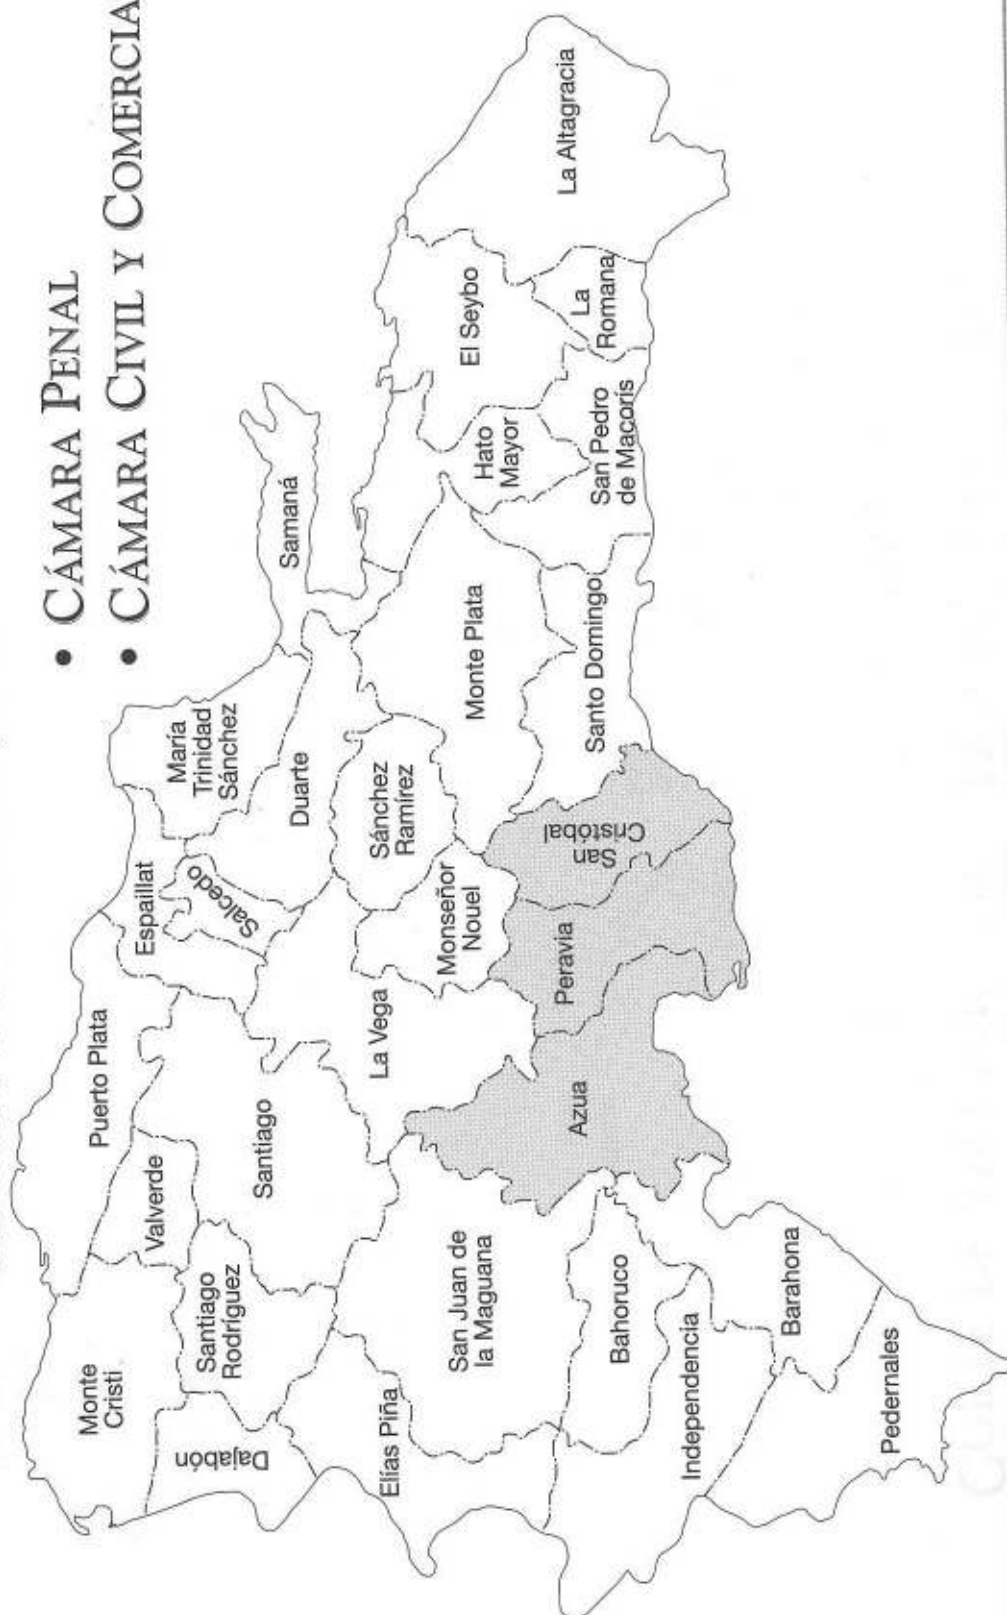 • CÁMARA PENAL
• CÁMARA CIVIL Y COMERCIA
Monte
Cristi
Puerto Plata
Valverde
Espaillat
María
Trinidad
Sánchez
Santiago
Rodríguez
Dajabón
Santiago
Salcedo
Duarte
Samaná
Elías Piña
La Vega
Sánchez
Ramírez
San Juan de
la Maguana
Monseñor
Nouel
Monte Plata
Hato
Mayor
El Seybo
La Altagracia
Azua
Peravia
San
Cristóbal
Santo Domingo
San Pedro
de Macorís
La
Romana
Bahoruco
Independencia
Barahona
Pedernales